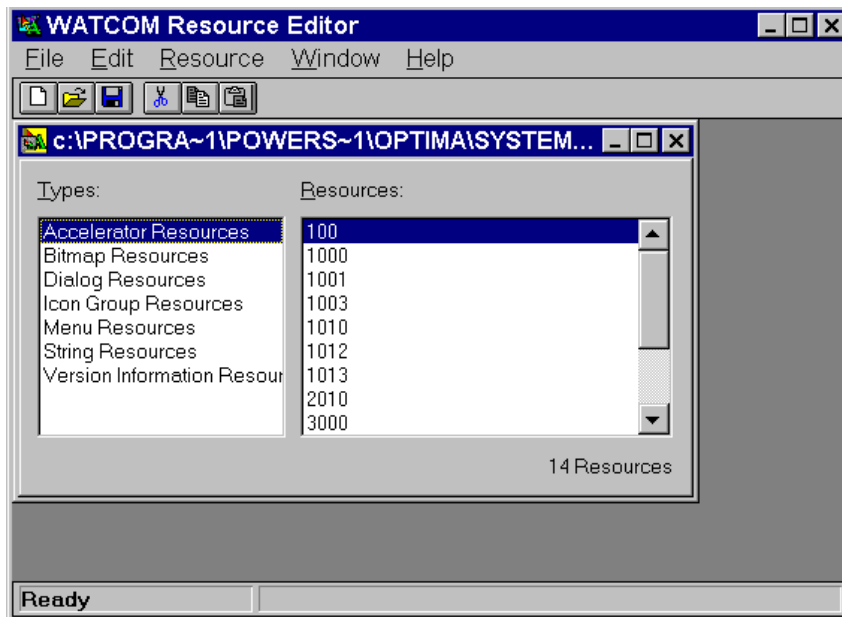 WATCOM Resource Editor
File Edit Resource Window Help
c:\PROGRA~1\POWERS~1\OPTIMA\SYSTEM...
Types: Resources:
Accelerator Resources 100
Bitmap Resources 1000
Dialog Resources 1001
Icon Group Resources 1003
Menu Resources 1010
String Resources 1012
Version Information Resour 1013
2010
3000
14 Resources
Ready